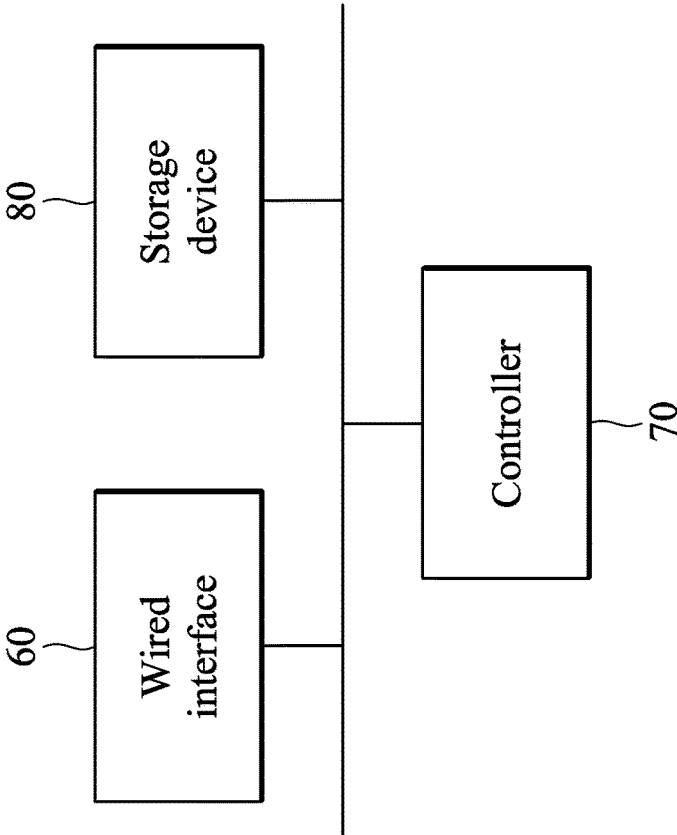 60
Wired
interface
80
Storage
device
Controller
70